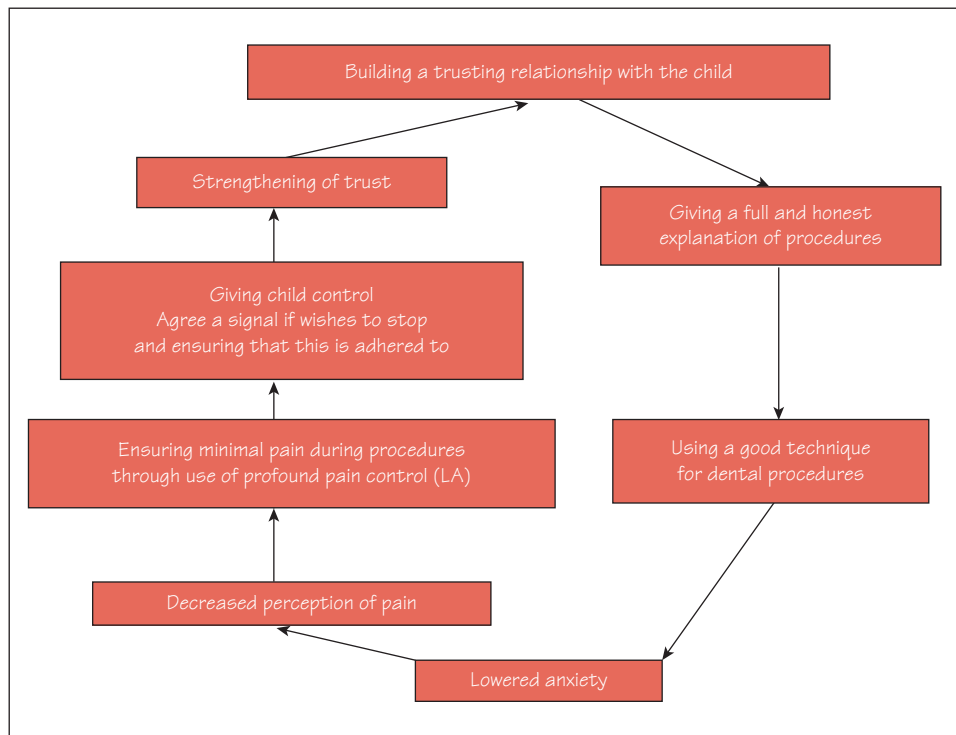 Building a trusting relationship with the child
Giving a full and honest
explanation of procedures
Using a good technique
for dental procedures
Lowered anxiety
Decreased perception of pain
Ensuring minimal pain during procedures
through use of profound pain control (LA)
Giving child control
Agree a signal if wishes to stop
and ensuring that this is adhered to
Strengthening of trust